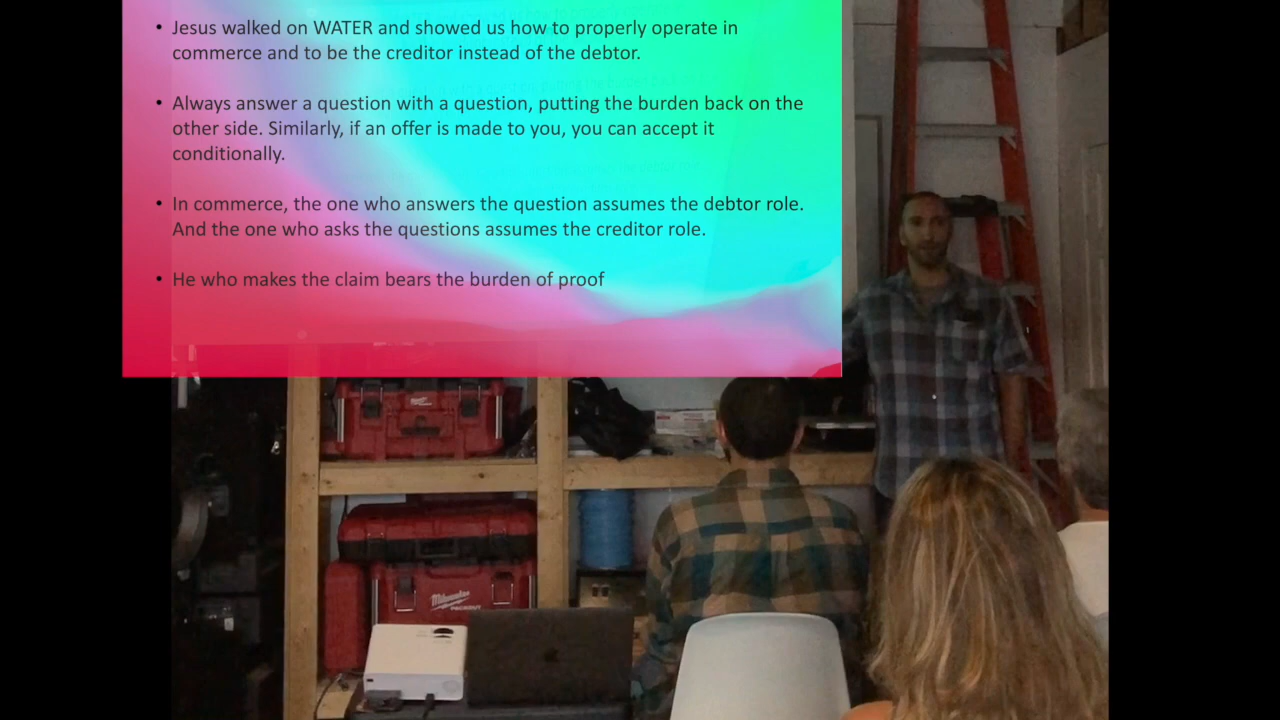 • Jesus walked on WATER and showed us how to properly operate in
commerce and to be the creditor instead of the debtor.
• Always answer a question with a question, putting the burden back on the
other side. Similarly, if an offer is made to you, you can accept it
conditionally.
• In commerce, the one who answers the question assumes the debtor role.
And the one who asks the questions assumes the creditor role.
• He who makes the claim bears the burden of proof
Milwaukee
PACKOUT